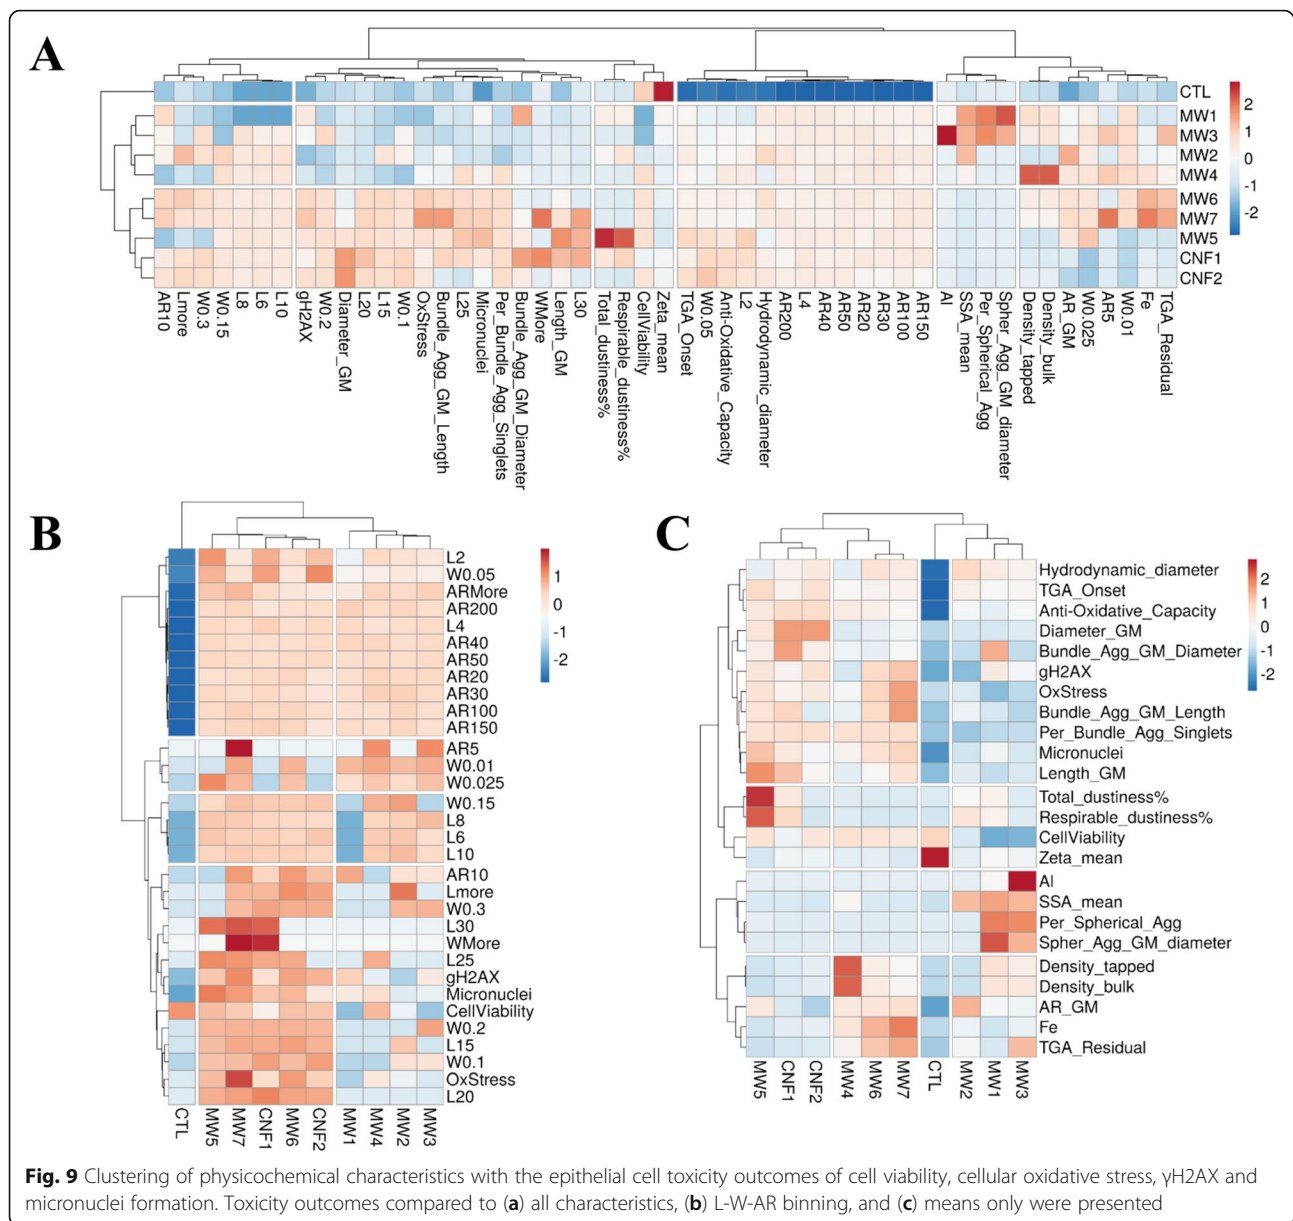 A
CTL
MW1
MW3
MW2
MW4
MW6
MW7
MW5
CNF1
CNF2
2
1
0
-1
-2
AR10
Lmore
W0.3
W0.15
L8
L6
L10
gH2AX
W0.2
Diameter_GM
L20
L15
W0.1
OxStress
Bundle_Agg_GM_Length
L25
Micronuclei
Per_Bundle_Agg_Singlets
Bundle_Agg_GM_Diameter
WMore
Length_GM
L30
Total_dustiness%
Respirable_dustiness%
CellViability
Zeta_mean
TGA_Onset
W0.05
Anti-Oxidative_Capacity
L2
Hydrodynamic_diameter
AR200
L4
AR40
AR50
AR20
AR30
AR100
AR150
Al
SSA_mean
Per_Spherical_Agg
Spher_Agg_GM_diameter
Density_tapped
Density_bulk
AR_GM
W0.025
AR5
W0.01
Fe
TGA_Residual
B
L2
W0.05
ARMore
AR200
L4
AR40
AR50
AR20
AR30
AR100
AR150
AR5
W0.01
W0.025
W0.15
L8
L6
L10
AR10
Lmore
W0.3
L30
WMore
L25
gH2AX
Micronuclei
CellViability
W0.2
L15
W0.1
OxStress
L20
1
0
-1
-2
CTL
MW5
MW7
CNF1
MW6
CNF2
MW1
MW4
MW2
MW3
C
Hydrodynamic_diameter
TGA_Onset
Anti-Oxidative_Capacity
Diameter_GM
Bundle_Agg_GM_Diameter
gH2AX
OxStress
Bundle_Agg_GM_Length
Per_Bundle_Agg_Singlets
Micronuclei
Length_GM
Total_dustiness%
Respirable_dustiness%
CellViability
Zeta_mean
Al
SSA_mean
Per_Spherical_Agg
Spher_Agg_GM_diameter
Density_tapped
Density_bulk
AR_GM
Fe
TGA_Residual
2
1
0
-1
-2
MW5
CNF1
CNF2
MW4
MW6
MW7
CTL
MW2
MW1
MW3
Fig. 9 Clustering of physicochemical characteristics with the epithelial cell toxicity outcomes of cell viability, cellular oxidative stress, γH2AX and
micronuclei formation. Toxicity outcomes compared to (a) all characteristics, (b) L-W-AR binning, and (c) means only were presented